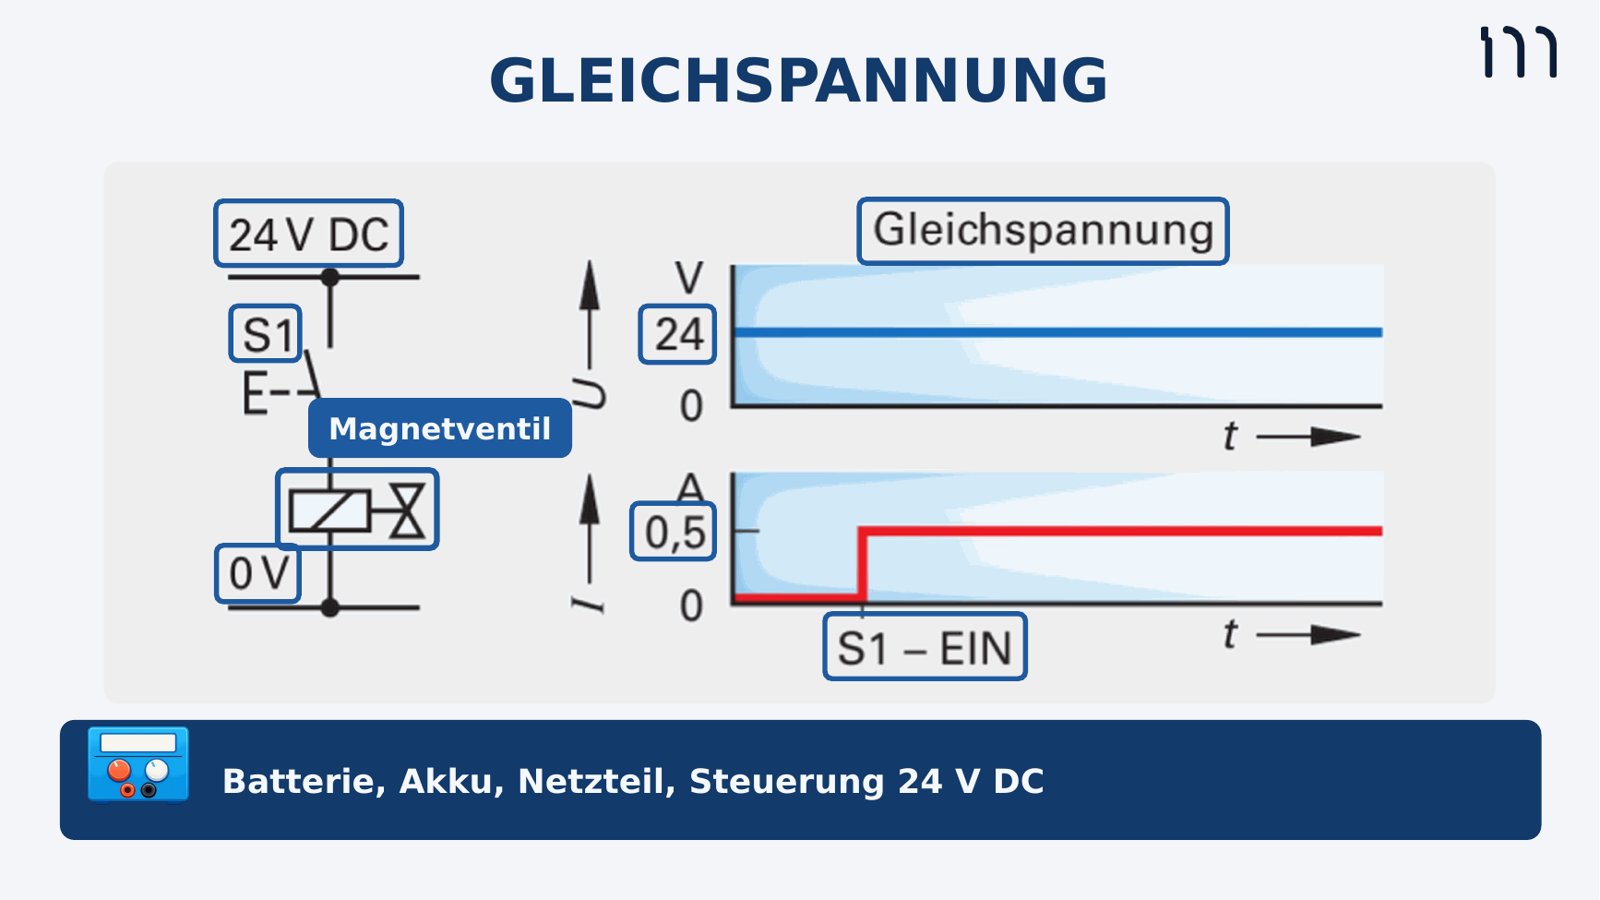 m
GLEICHSPANNUNG
24 V DC
S1
Magnetventil
0 V
Gleichspannung
U
V
24
0
t
I
A
0,5
0
S1 – EIN
t
Batterie, Akku, Netzteil, Steuerung 24 V DC